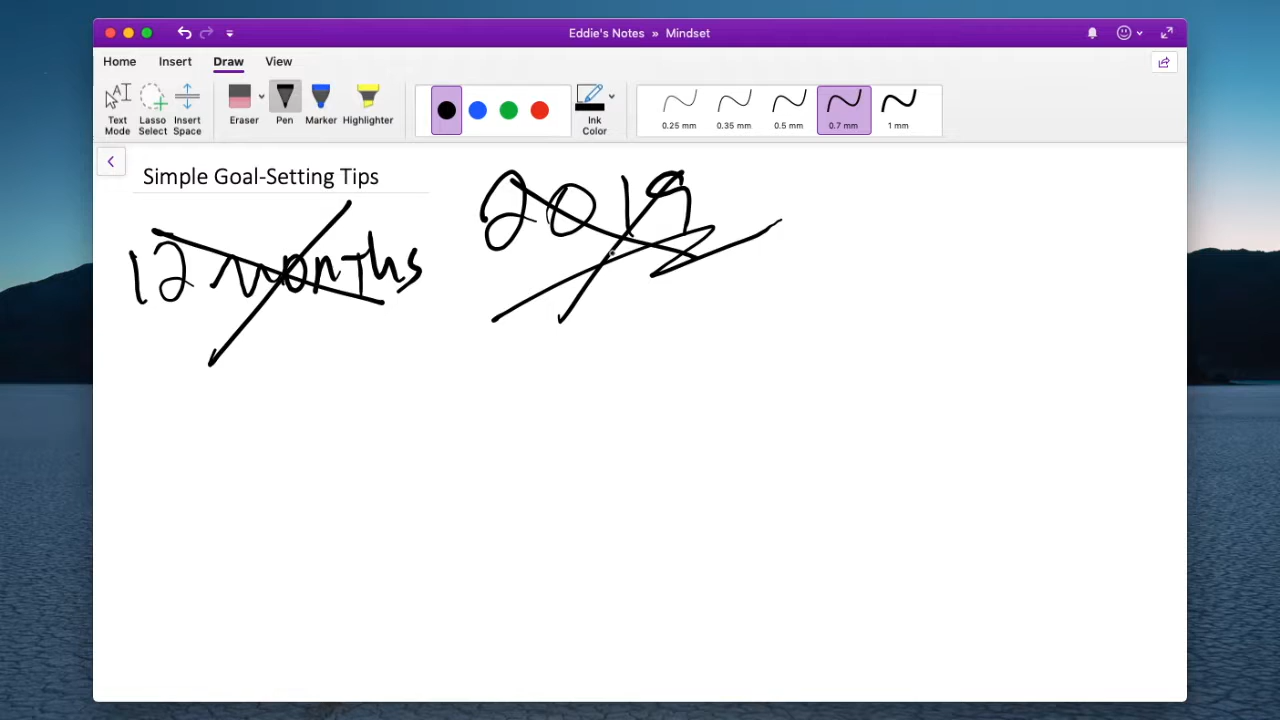 Eddie's Notes » Mindset
Home Insert Draw View
Text Mode
Lasso Select
Insert Space
Eraser
Pen
Marker
Highlighter
Ink Color
0.25 mm
0.35 mm
0.5 mm
0.7 mm
1 mm
Simple Goal-Setting Tips
2019
12 months